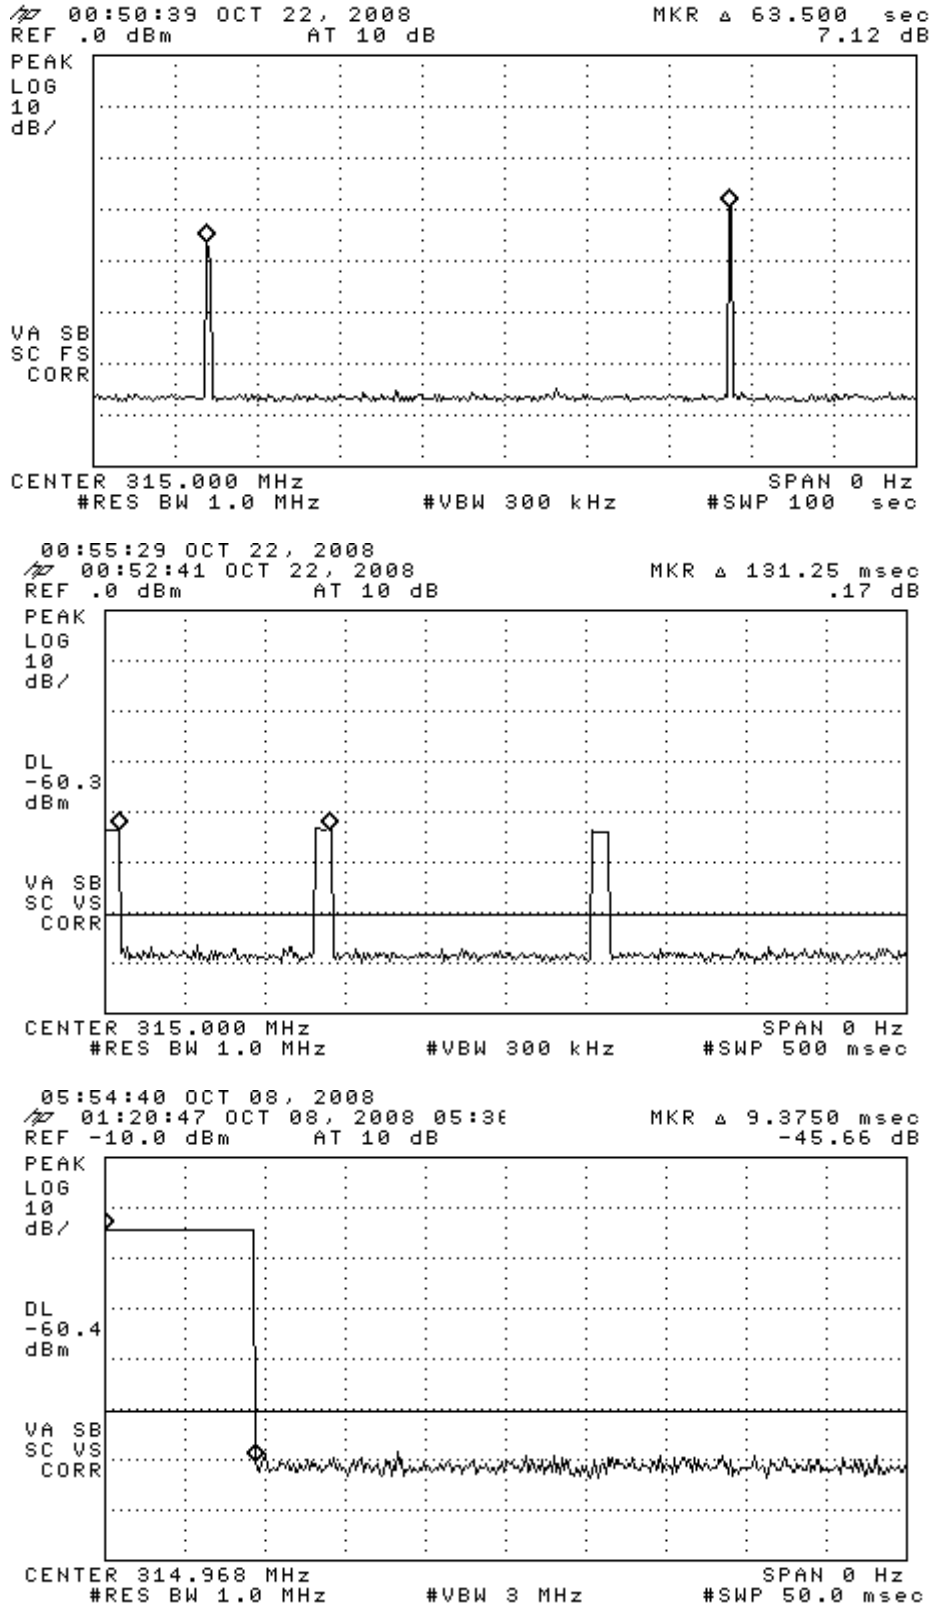 hp 00:50:39 OCT 22, 2008 MKR Δ 63.500 sec
REF .0 dBm AT 10 dB 7.12 dB
PEAK
LOG
10
dB/
VA SB
SC FS
CORR
CENTER 315.000 MHz SPAN 0 Hz
#RES BW 1.0 MHz #VBW 300 kHz #SWP 100 sec
00:55:29 OCT 22, 2008
hp 00:52:41 OCT 22, 2008 MKR Δ 131.25 msec
REF .0 dBm AT 10 dB .17 dB
PEAK
LOG
10
dB/
DL
-60.3
dBm
VA SB
SC VS
CORR
CENTER 315.000 MHz SPAN 0 Hz
#RES BW 1.0 MHz #VBW 300 kHz #SWP 500 msec
05:54:40 OCT 08, 2008
hp 01:20:47 OCT 08, 2008 05:36 MKR Δ 9.3750 msec
REF -10.0 dBm AT 10 dB -45.66 dB
PEAK
LOG
10
dB/
DL
-60.4
dBm
VA SB
SC VS
CORR
CENTER 314.968 MHz SPAN 0 Hz
#RES BW 1.0 MHz #VBW 3 MHz #SWP 50.0 msec